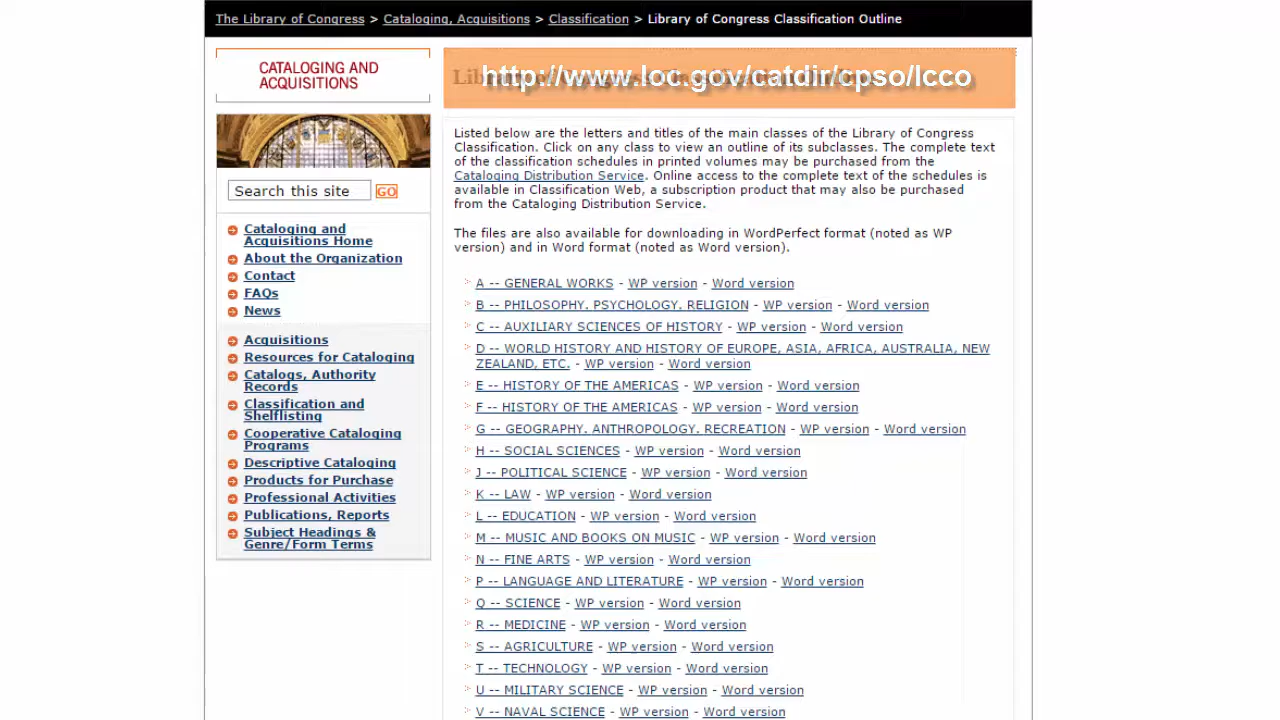 The Library of Congress > Cataloging, Acquisitions > Classification > Library of Congress Classification Outline
CATALOGING AND
ACQUISITIONS
Search this site GO
Cataloging and
Acquisitions Home
About the Organization
Contact
FAQs
News
Acquisitions
Resources for Cataloging
Catalogs, Authority
Records
Classification and
Shelflisting
Cooperative Cataloging
Programs
Descriptive Cataloging
Products for Purchase
Professional Activities
Publications, Reports
Subject Headings &
Genre/Form Terms
http://www.loc.gov/catdir/cpso/lcco
Listed below are the letters and titles of the main classes of the Library of Congress
Classification. Click on any class to view an outline of its subclasses. The complete text
of the classification schedules in printed volumes may be purchased from the
Cataloging Distribution Service. Online access to the complete text of the schedules is
available in Classification Web, a subscription product that may also be purchased
from the Cataloging Distribution Service.
The files are also available for downloading in WordPerfect format (noted as WP
version) and in Word format (noted as Word version).
A -- GENERAL WORKS - WP version - Word version
B -- PHILOSOPHY. PSYCHOLOGY. RELIGION - WP version - Word version
C -- AUXILIARY SCIENCES OF HISTORY - WP version - Word version
D -- WORLD HISTORY AND HISTORY OF EUROPE, ASIA, AFRICA, AUSTRALIA, NEW
ZEALAND, ETC. - WP version - Word version
E -- HISTORY OF THE AMERICAS - WP version - Word version
F -- HISTORY OF THE AMERICAS - WP version - Word version
G -- GEOGRAPHY. ANTHROPOLOGY. RECREATION - WP version - Word version
H -- SOCIAL SCIENCES - WP version - Word version
J -- POLITICAL SCIENCE - WP version - Word version
K -- LAW - WP version - Word version
L -- EDUCATION - WP version - Word version
M -- MUSIC AND BOOKS ON MUSIC - WP version - Word version
N -- FINE ARTS - WP version - Word version
P -- LANGUAGE AND LITERATURE - WP version - Word version
Q -- SCIENCE - WP version - Word version
R -- MEDICINE - WP version - Word version
S -- AGRICULTURE - WP version - Word version
T -- TECHNOLOGY - WP version - Word version
U -- MILITARY SCIENCE - WP version - Word version
V -- NAVAL SCIENCE - WP version - Word version